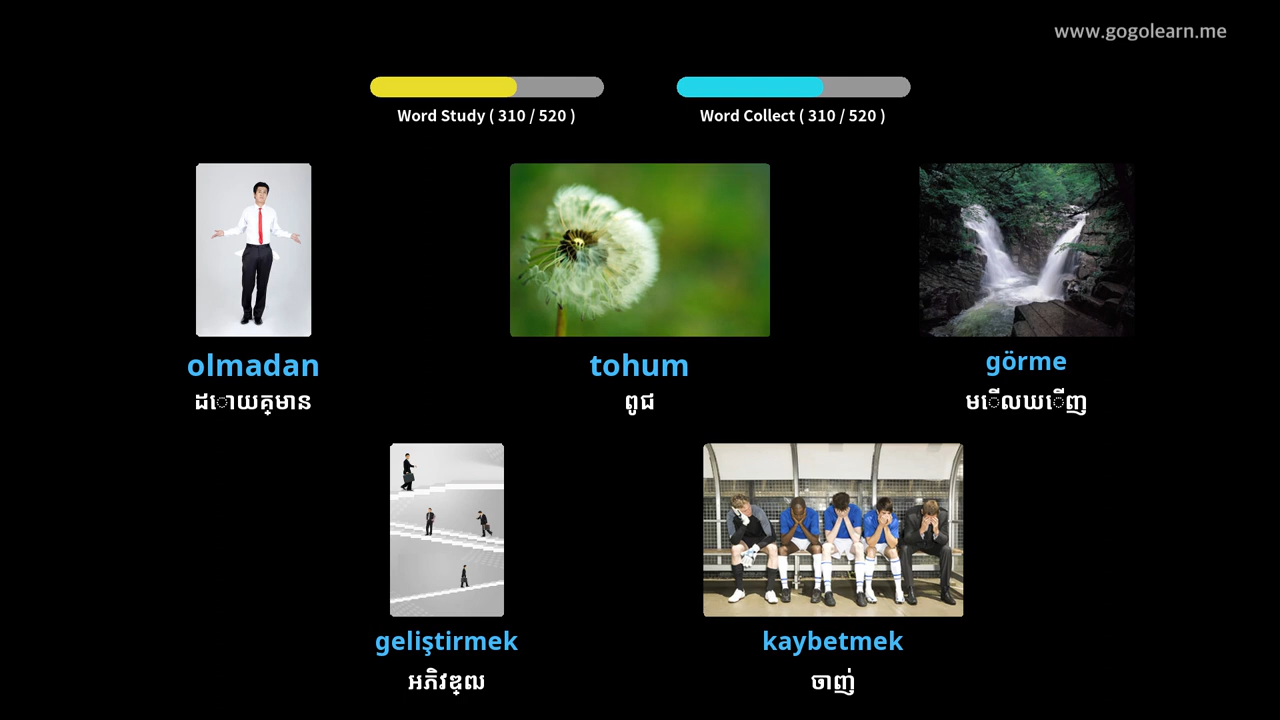 www.gogolearn.me
Word Study ( 310 / 520 )
Word Collect ( 310 / 520 )
olmadan
ដោយគ្មាន
tohum
ពូជ
görme
មើលឃើញ
geliştirmek
អភិវឌ្ឍ
kaybetmek
ចាញ់